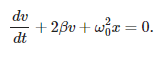 dv/dt + 2βv + ω₀²x = 0.